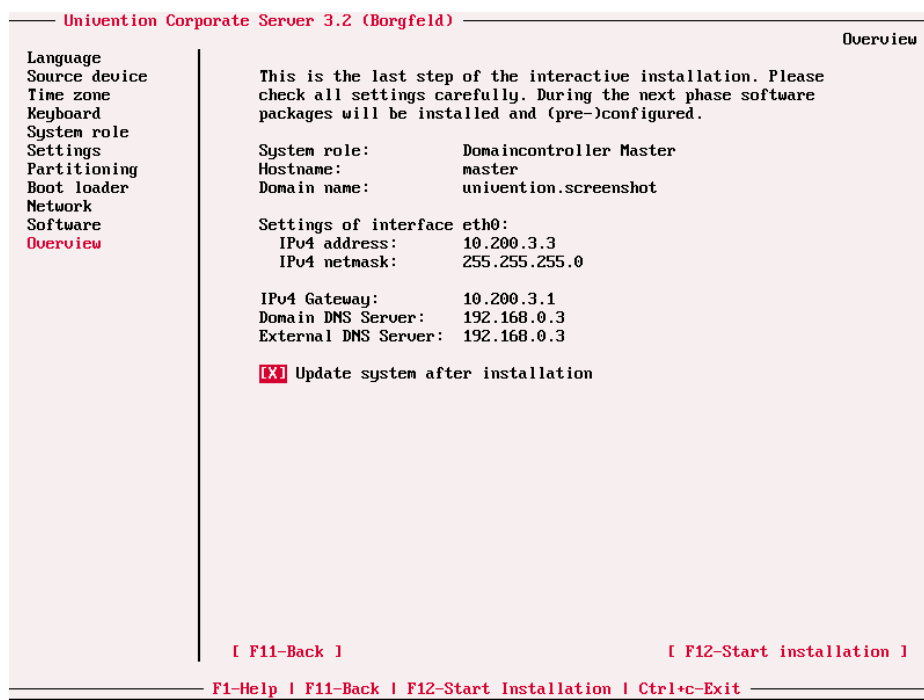 Univention Corporate Server 3.2 (Borgfeld)
Overview
Language
Source device
Time zone
Keyboard
System role
Settings
Partitioning
Boot loader
Network
Software
Overview
This is the last step of the interactive installation. Please
check all settings carefully. During the next phase software
packages will be installed and (pre-)configured.
System role: Domaincontroller Master
Hostname: master
Domain name: univention.screenshot
Settings of interface eth0:
IPv4 address: 10.200.3.3
IPv4 netmask: 255.255.255.0
IPv4 Gateway: 10.200.3.1
Domain DNS Server: 192.168.0.3
External DNS Server: 192.168.0.3
[X] Update system after installation
[ F11-Back ] [ F12-Start installation ]
F1-Help | F11-Back | F12-Start Installation | Ctrl+c-Exit